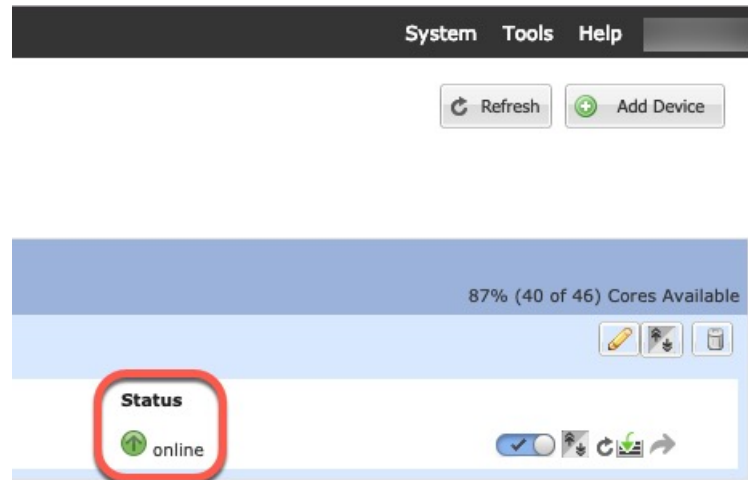 System Tools Help
Refresh Add Device
87% (40 of 46) Cores Available
Status
online